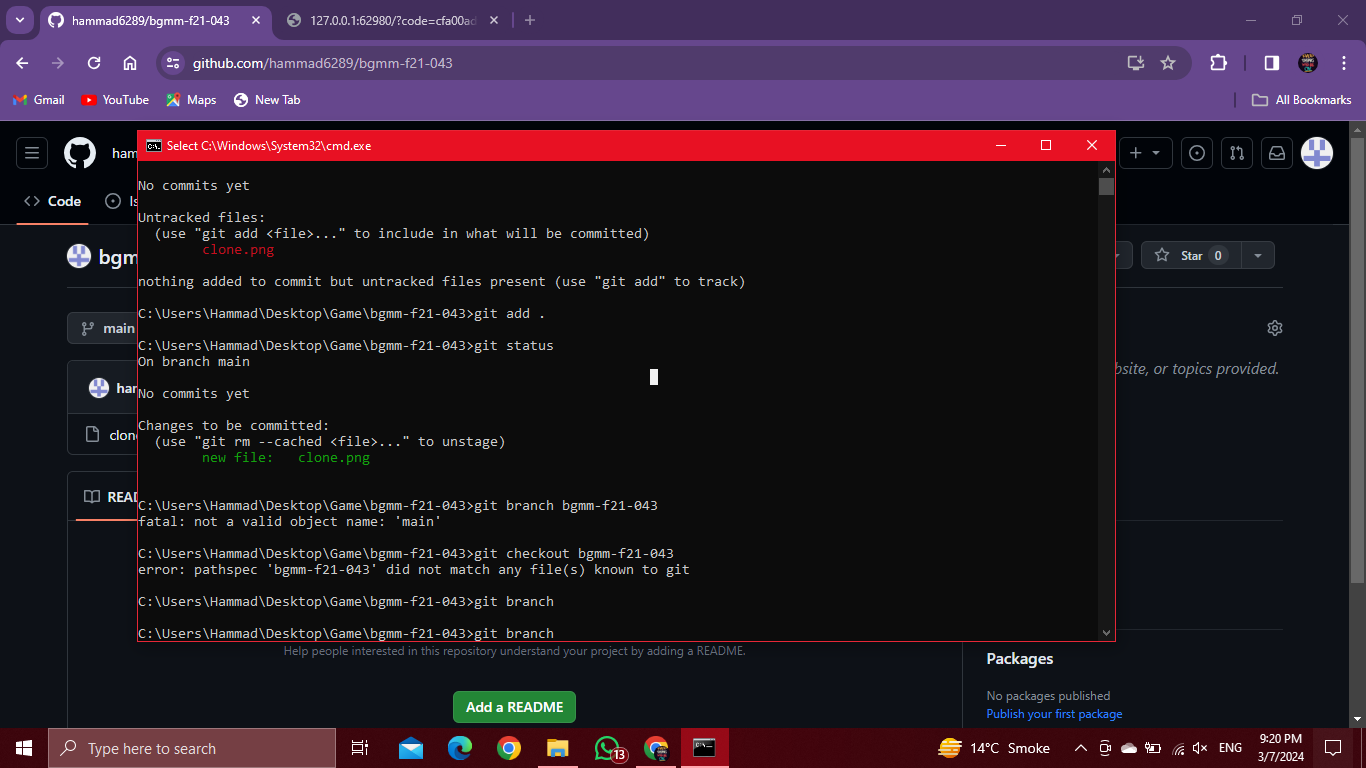 hammad6289/bgmm-f21-043
127.0.0.1:62980/?code=cfa00ad
github.com/hammad6289/bgmm-f21-043
Gmail
YouTube
Maps
New Tab
All Bookmarks
ham
Select C:\Windows\System32\cmd.exe
Code
Is
bgm
Star 0
main
bsite, or topics provided.
ham
clone
READ
No commits yet
Untracked files:
(use "git add <file>..." to include in what will be committed)
clone.png
nothing added to commit but untracked files present (use "git add" to track)
C:\Users\Hammad\Desktop\Game\bgmm-f21-043>git add .
C:\Users\Hammad\Desktop\Game\bgmm-f21-043>git status
On branch main
No commits yet
Changes to be committed:
(use "git rm --cached <file>..." to unstage)
new file:   clone.png
C:\Users\Hammad\Desktop\Game\bgmm-f21-043>git branch bgmm-f21-043
fatal: not a valid object name: 'main'
C:\Users\Hammad\Desktop\Game\bgmm-f21-043>git checkout bgmm-f21-043
error: pathspec 'bgmm-f21-043' did not match any file(s) known to git
C:\Users\Hammad\Desktop\Game\bgmm-f21-043>git branch
C:\Users\Hammad\Desktop\Game\bgmm-f21-043>git branch
Help people interested in this repository understand your project by adding a README.
Add a README
Packages
No packages published
Publish your first package
Type here to search
13
14°C Smoke
ENG
9:20 PM
3/7/2024